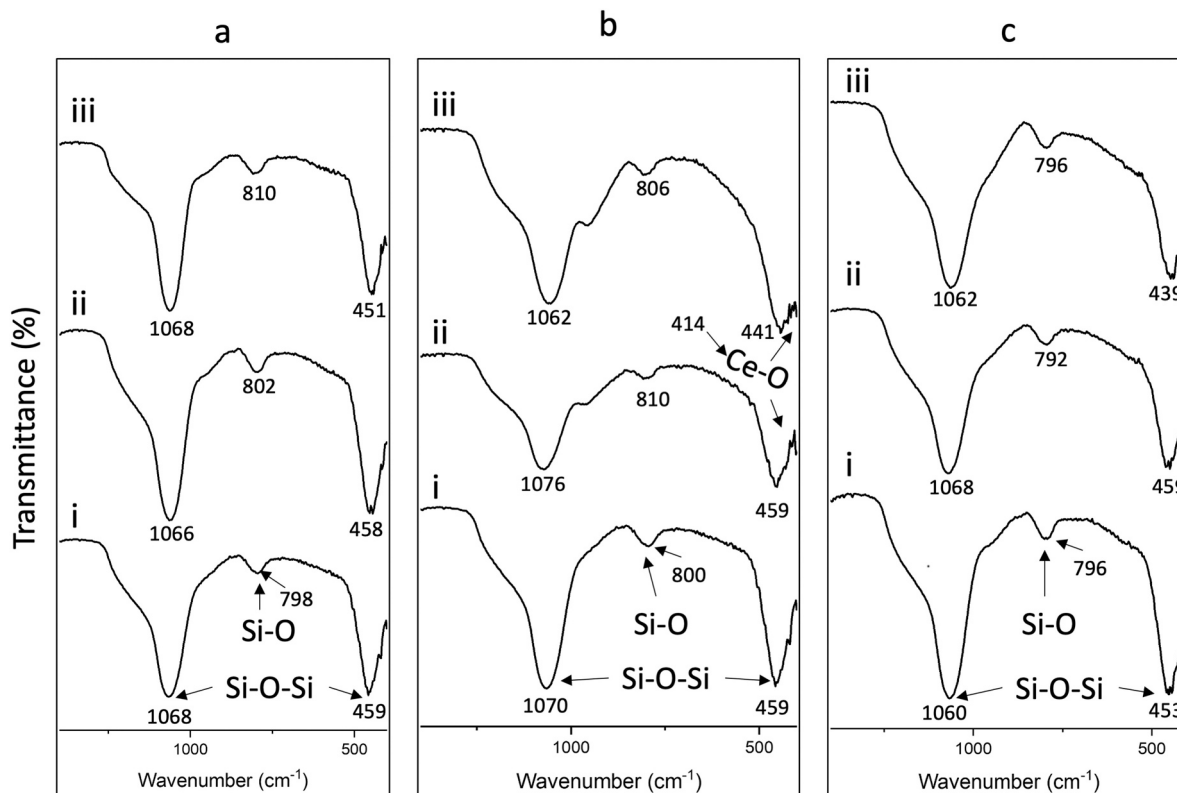 a
iii
810
1068
451
ii
802
1066
458
i
798
Si-O
Si-O-Si
1068
459
1000
500
Wavenumber (cm⁻¹)
Transmittance (%)
b
iii
806
1062
441
414
Ce-O
ii
810
1076
459
i
800
Si-O
Si-O-Si
1070
459
1000
500
Wavenumber (cm⁻¹)
c
iii
796
1062
439
ii
792
1068
459
i
796
Si-O
Si-O-Si
1060
453
1000
500
Wavenumber (cm⁻¹)